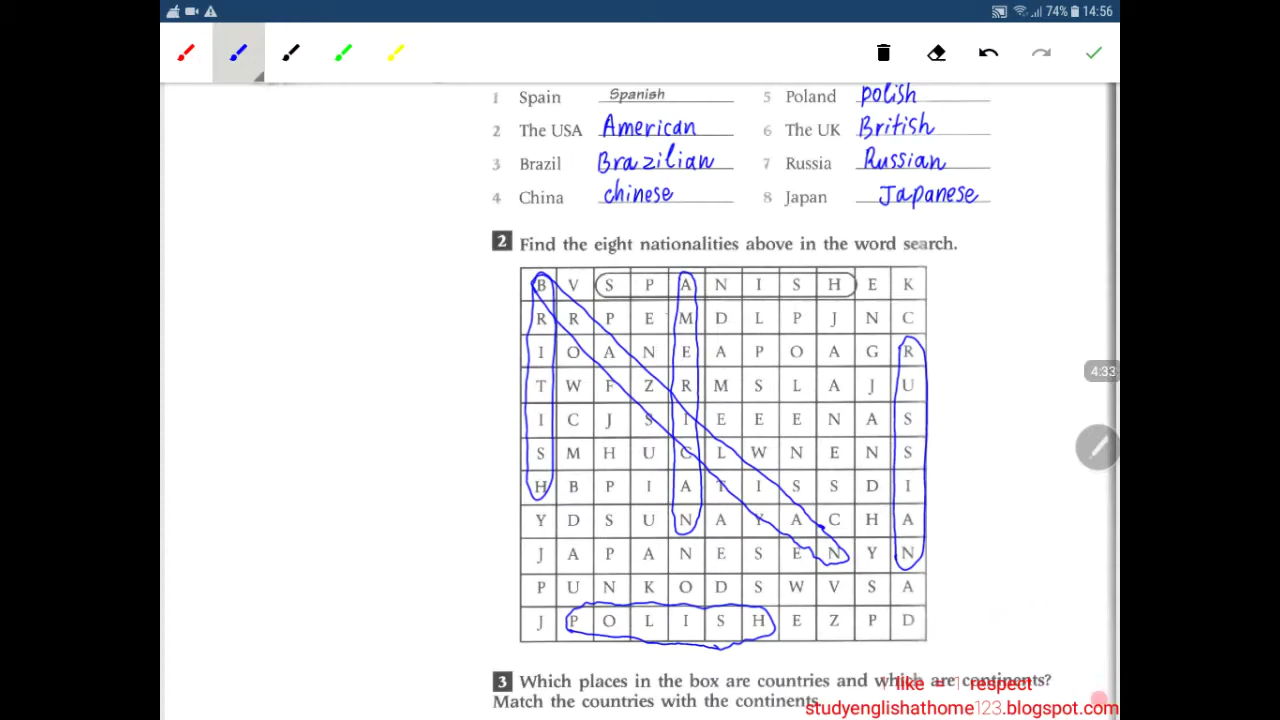 74% 14:56
1 Spain Spanish 5 Poland polish
2 The USA American 6 The UK British
3 Brazil Brazilian 7 Russia Russian
4 China chinese 8 Japan Japanese
2 Find the eight nationalities above in the word search.
B V S P A N I S H E K
R R P E M D L P J N C
I O A N E A P O A G R
T W F Z R M S L A J U
I C J S I E E E N A S
S M H U C L W N E N S
H B P I A T I S S D I
Y D S U N A Y A C H A
J A P A N E S E N Y N
P U N K O D S W V S A
J P O L I S H E Z P D
4:33
3 Which places in the box are countries and which are continents?
Match the countries with the continents.
1 like = 1 respect
studyenglishathome123.blogspot.com